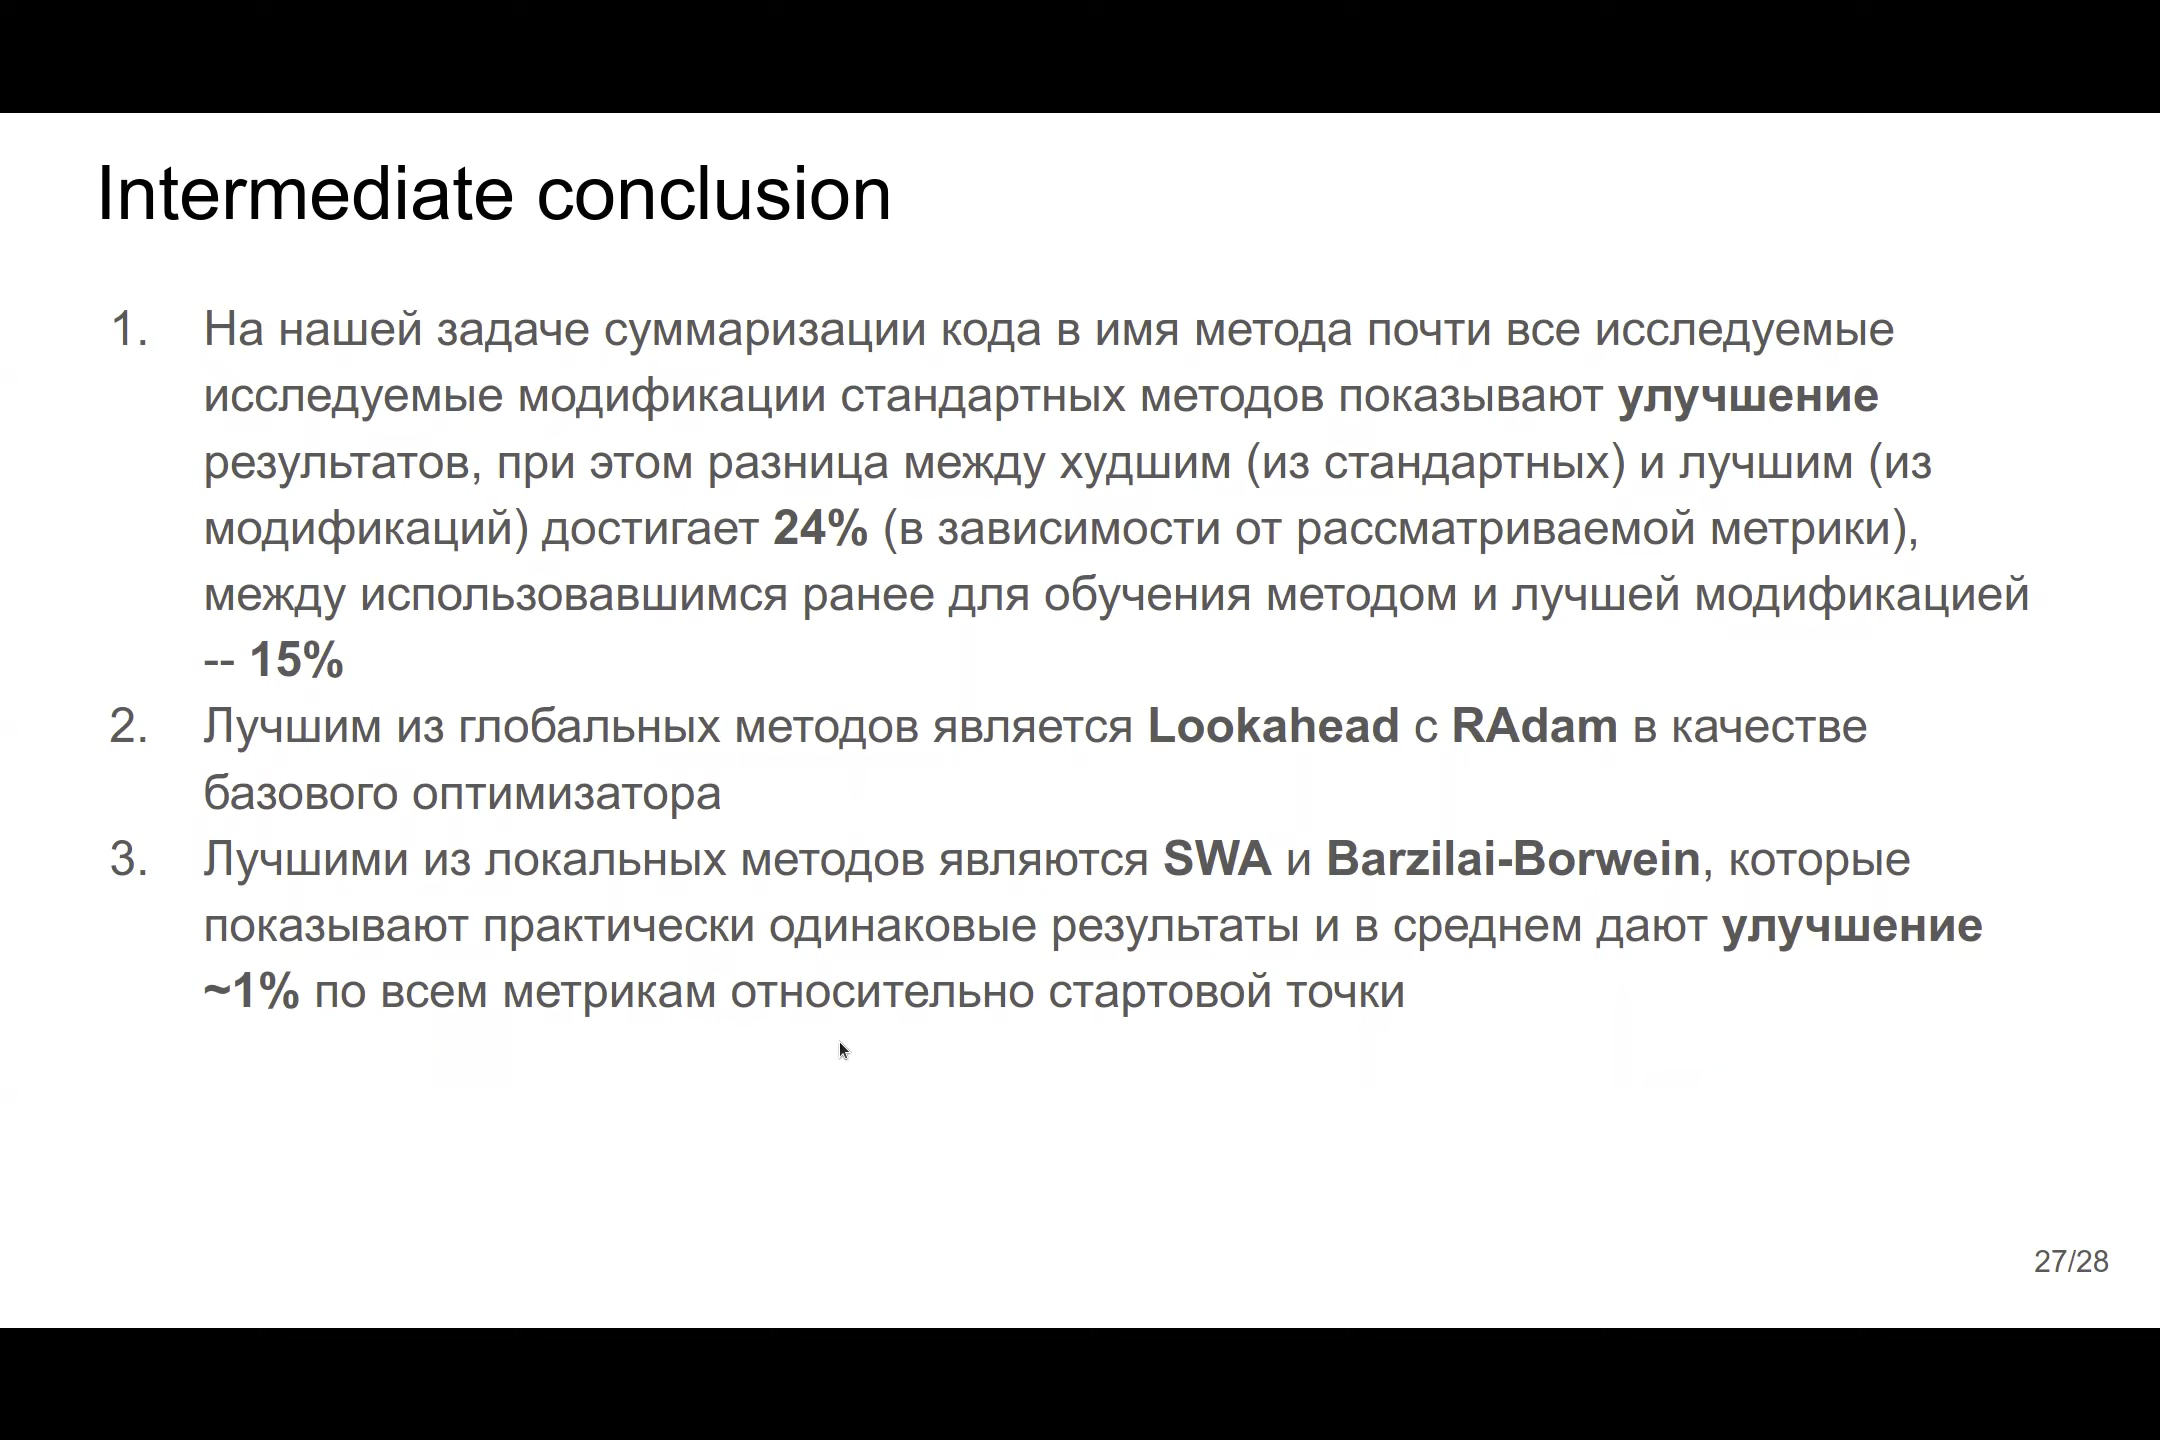 Intermediate conclusion
1. На нашей задаче суммаризации кода в имя метода почти все исследуемые
исследуемые модификации стандартных методов показывают улучшение
результатов, при этом разница между худшим (из стандартных) и лучшим (из
модификаций) достигает 24% (в зависимости от рассматриваемой метрики),
между использовавшимся ранее для обучения методом и лучшей модификацией
-- 15%
2. Лучшим из глобальных методов является Lookahead с RAdam в качестве
базового оптимизатора
3. Лучшими из локальных методов являются SWA и Barzilai-Borwein, которые
показывают практически одинаковые результаты и в среднем дают улучшение
~1% по всем метрикам относительно стартовой точки
27/28